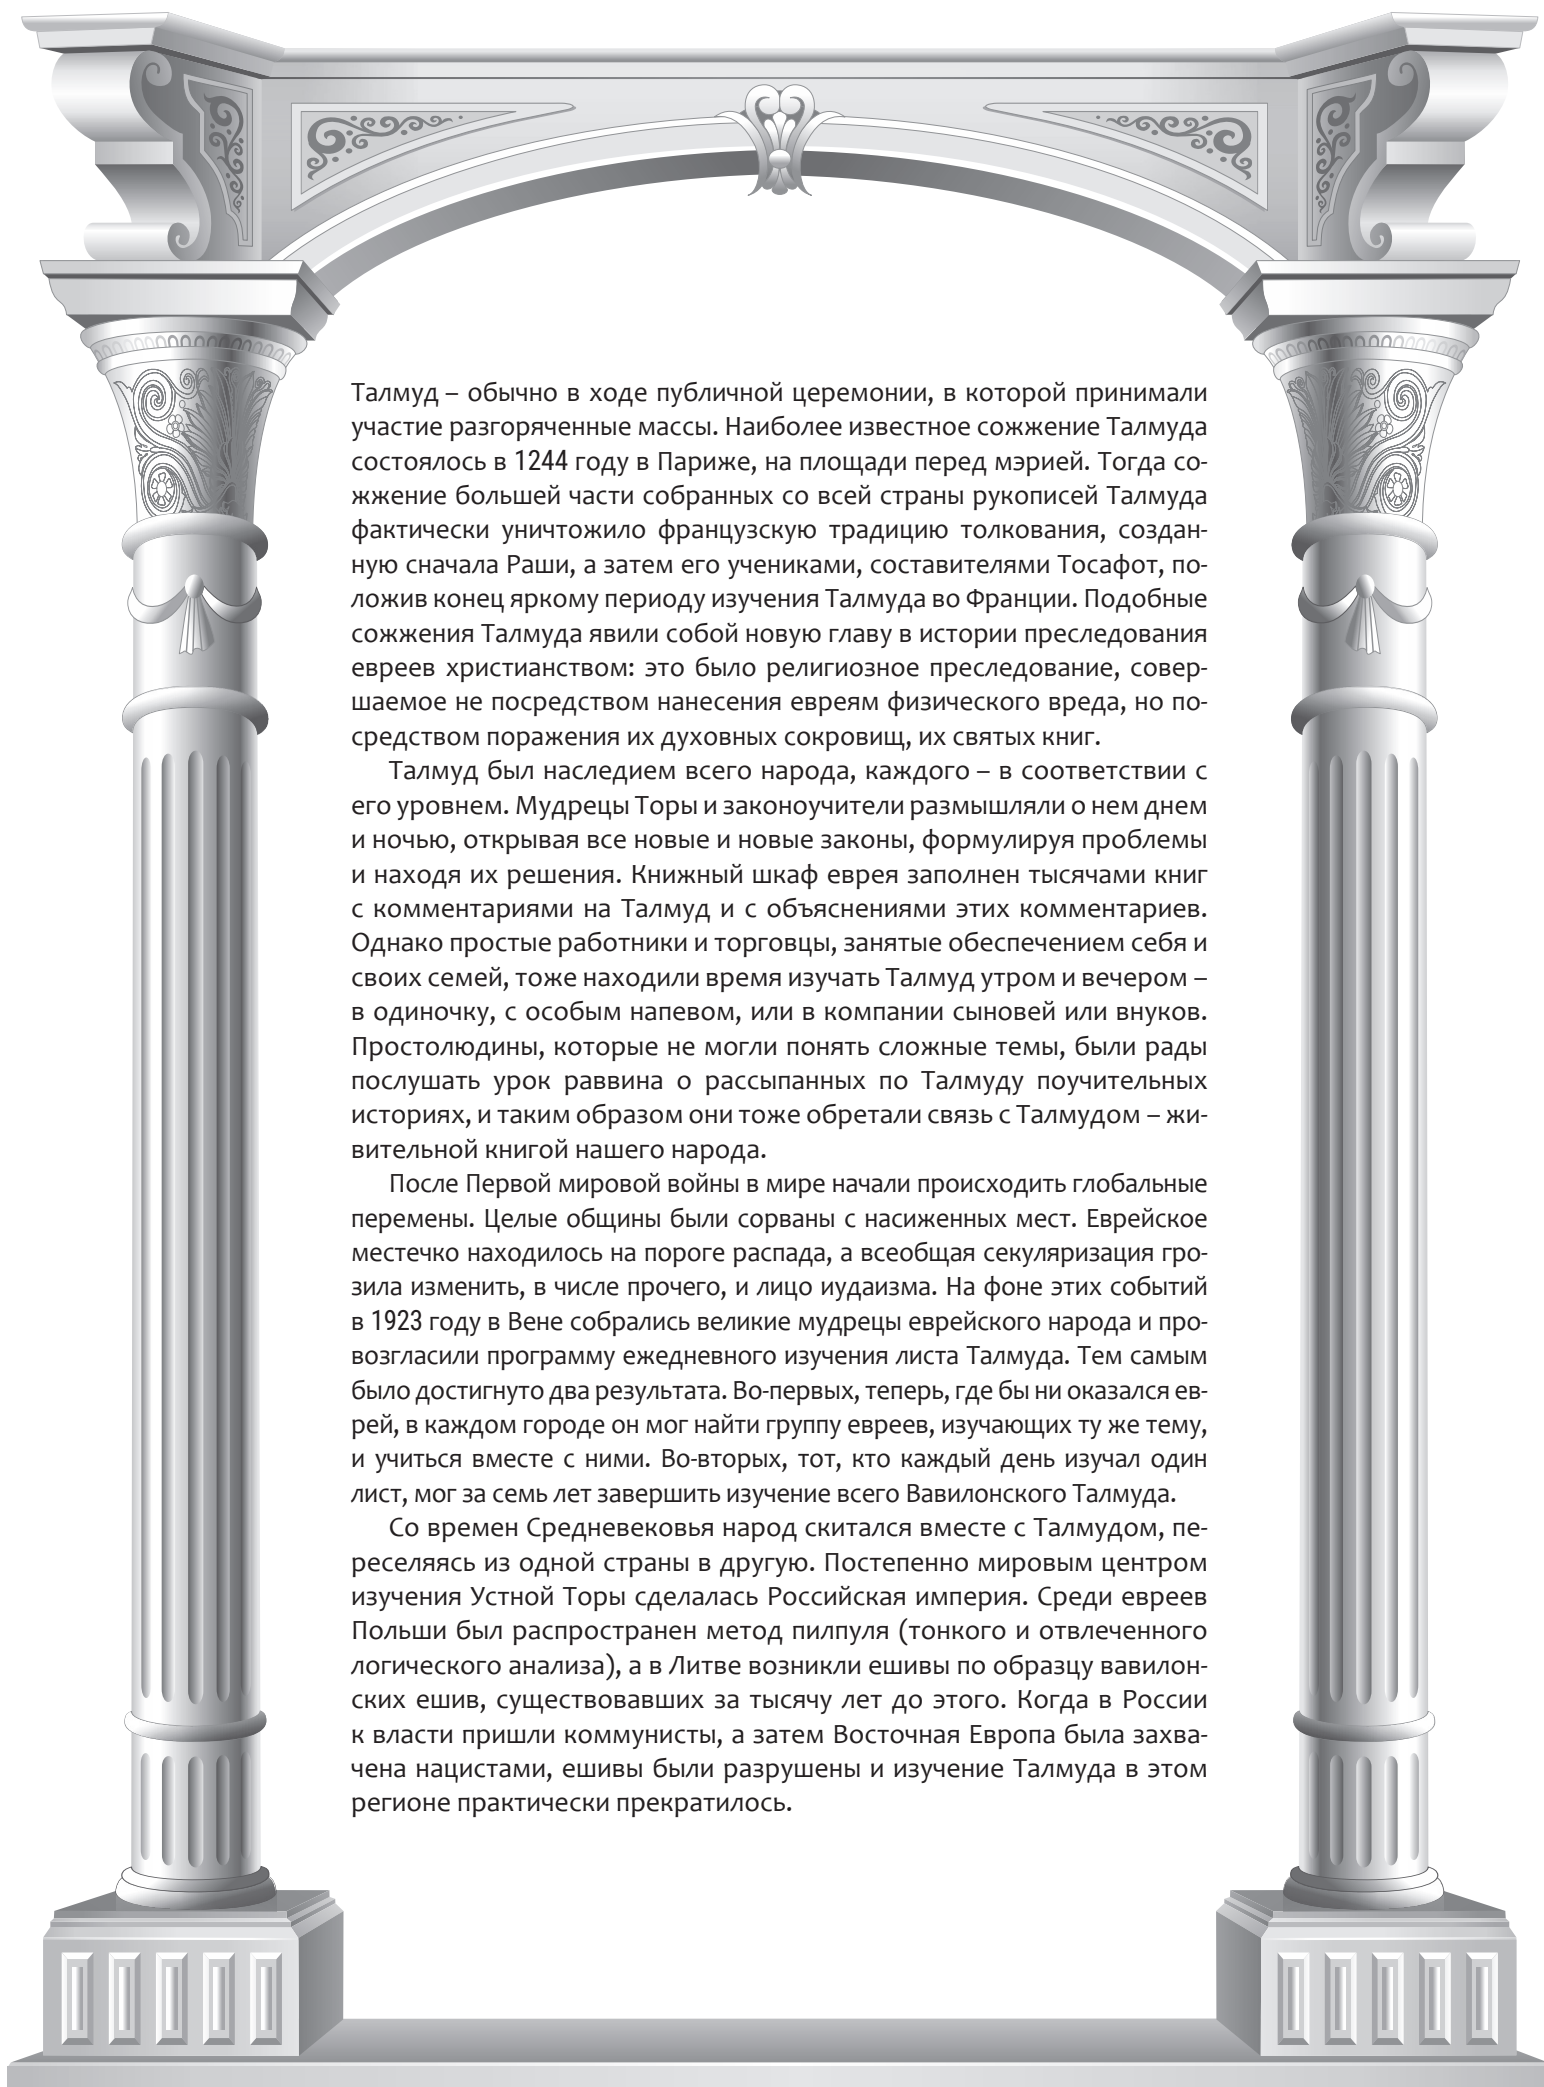 Талмуд – обычно в ходе публичной церемонии, в которой принимали
участие разгоряченные массы. Наиболее известное сожжение Талмуда
состоялось в 1244 году в Париже, на площади перед мэрией. Тогда со-
жжение большей части собранных со всей страны рукописей Талмуда
фактически уничтожило французскую традицию толкования, создан-
ную сначала Раши, а затем его учениками, составителями Тосафот, по-
ложив конец яркому периоду изучения Талмуда во Франции. Подобные
сожжения Талмуда явили собой новую главу в истории преследования
евреев христианством: это было религиозное преследование, совер-
шаемое не посредством нанесения евреям физического вреда, но по-
средством поражения их духовных сокровищ, их святых книг.
Талмуд был наследием всего народа, каждого – в соответствии с
его уровнем. Мудрецы Торы и законоучители размышляли о нем днем
и ночью, открывая все новые и новые законы, формулируя проблемы
и находя их решения. Книжный шкаф еврея заполнен тысячами книг
с комментариями на Талмуд и с объяснениями этих комментариев.
Однако простые работники и торговцы, занятые обеспечением себя и
своих семей, тоже находили время изучать Талмуд утром и вечером –
в одиночку, с особым напевом, или в компании сыновей или внуков.
Простолюдины, которые не могли понять сложные темы, были рады
послушать урок раввина о рассыпанных по Талмуду поучительных
историях, и таким образом они тоже обретали связь с Талмудом – жи-
вительной книгой нашего народа.
После Первой мировой войны в мире начали происходить глобальные
перемены. Целые общины были сорваны с насиженных мест. Еврейское
местечко находилось на пороге распада, а всеобщая секуляризация гро-
зила изменить, в числе прочего, и лицо иудаизма. На фоне этих событий
в 1923 году в Вене собрались великие мудрецы еврейского народа и про-
возгласили программу ежедневного изучения листа Талмуда. Тем самым
было достигнуто два результата. Во-первых, теперь, где бы ни оказался ев-
рей, в каждом городе он мог найти группу евреев, изучающих ту же тему,
и учиться вместе с ними. Во-вторых, тот, кто каждый день изучал один
лист, мог за семь лет завершить изучение всего Вавилонского Талмуда.
Со времен Средневековья народ скитался вместе с Талмудом, пе-
реселяясь из одной страны в другую. Постепенно мировым центром
изучения Устной Торы сделалась Российская империя. Среди евреев
Польши был распространен метод пилпуля (тонкого и отвлеченного
логического анализа), а в Литве возникли ешивы по образцу вавилон-
ских ешив, существовавших за тысячу лет до этого. Когда в России
к власти пришли коммунисты, а затем Восточная Европа была захва-
чена нацистами, ешивы были разрушены и изучение Талмуда в этом
регионе практически прекратилось.